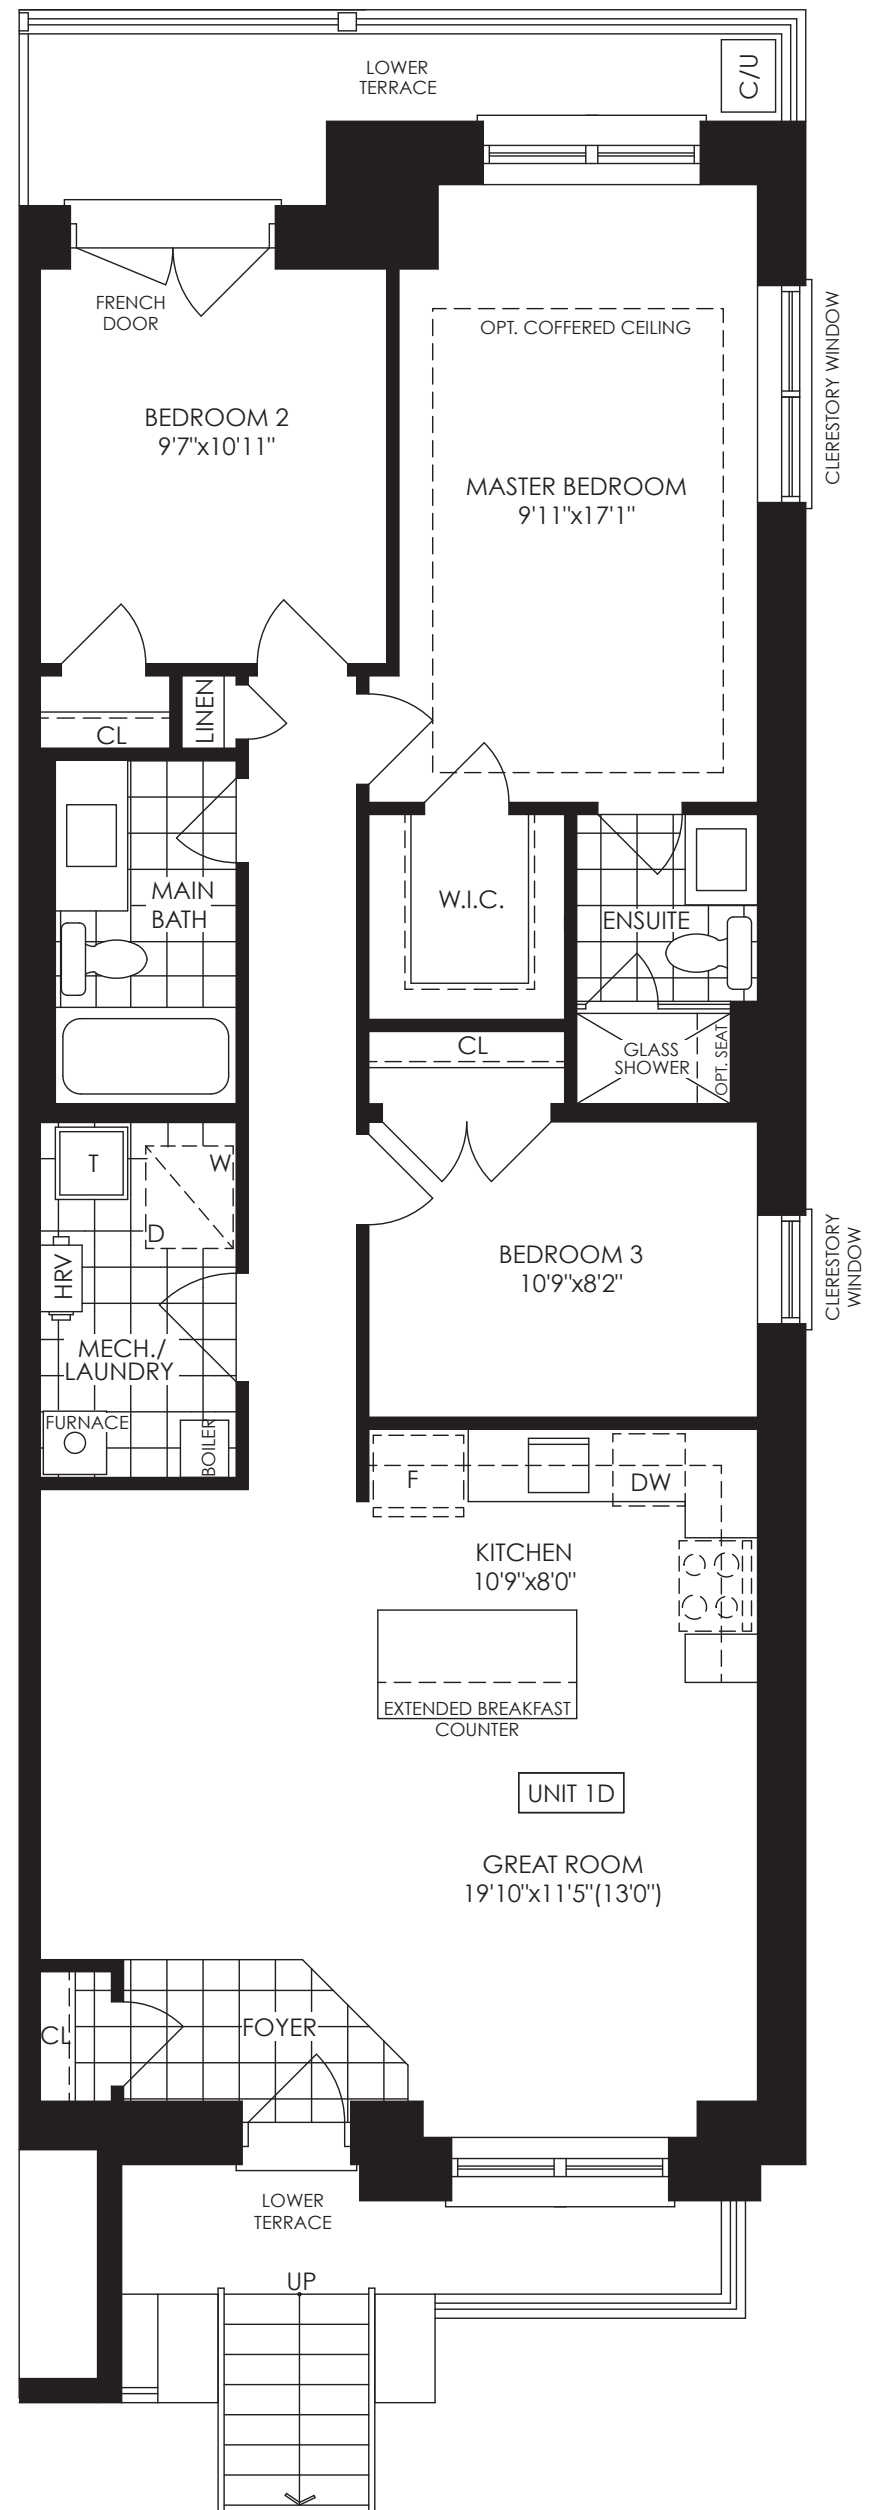 LOWER
TERRACE
C/U
FRENCH
DOOR
OPT. COFFERED CEILING
CLERESTORY WINDOW
BEDROOM 2
9'7"x10'11"
MASTER BEDROOM
9'11"x17'1"
LINEN
CL
MAIN
BATH
W.I.C.
ENSUITE
CL
GLASS
SHOWER
OPT. SEAT
T
W
D
HRV
BEDROOM 3
10'9"x8'2"
CLERESTORY
WINDOW
MECH./
LAUNDRY
FURNACE
BOILER
F
DW
KITCHEN
10'9"x8'0"
EXTENDED BREAKFAST
COUNTER
UNIT 1D
GREAT ROOM
19'10"x11'5"(13'0")
CL
FOYER
LOWER
TERRACE
UP